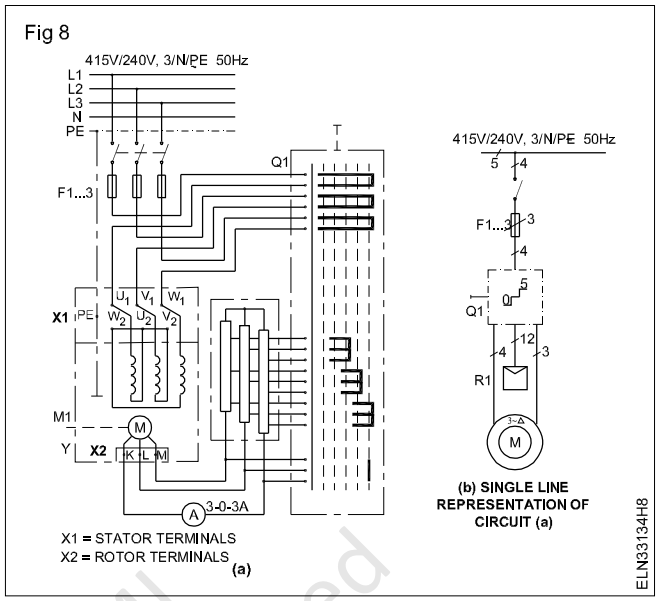 Fig 8
415V/240V, 3/N/PE 50Hz
L1
L2
L3
N
PE
Q1
F1...3
U1 V1 W1
X1 PE W2 U2 V2
M1
M
Y X2 K L M
A 3-0-3A
X1 = STATOR TERMINALS
X2 = ROTOR TERMINALS
(a)
415V/240V, 3/N/PE 50Hz
5 4
F1...3 3
4
5
0
Q1
4 12 3
R1
3~Δ
M
(b) SINGLE LINE
REPRESENTATION OF
CIRCUIT (a)
ELN33134H8